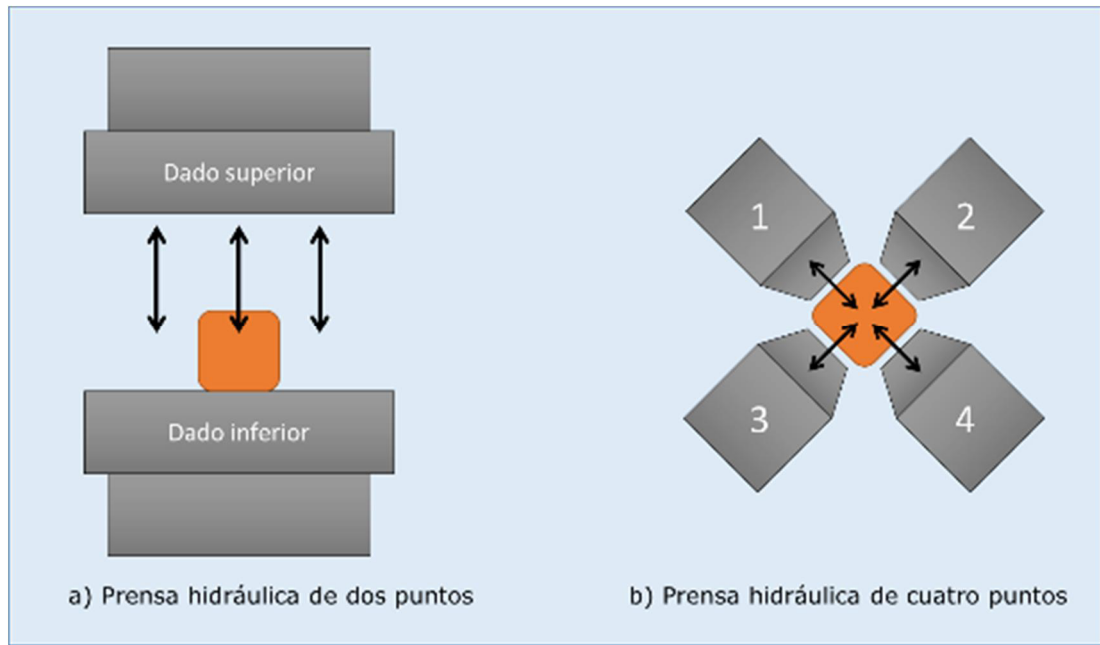 Dado superior
Dado inferior
a) Prensa hidráulica de dos puntos
1
2
3
4
b) Prensa hidráulica de cuatro puntos